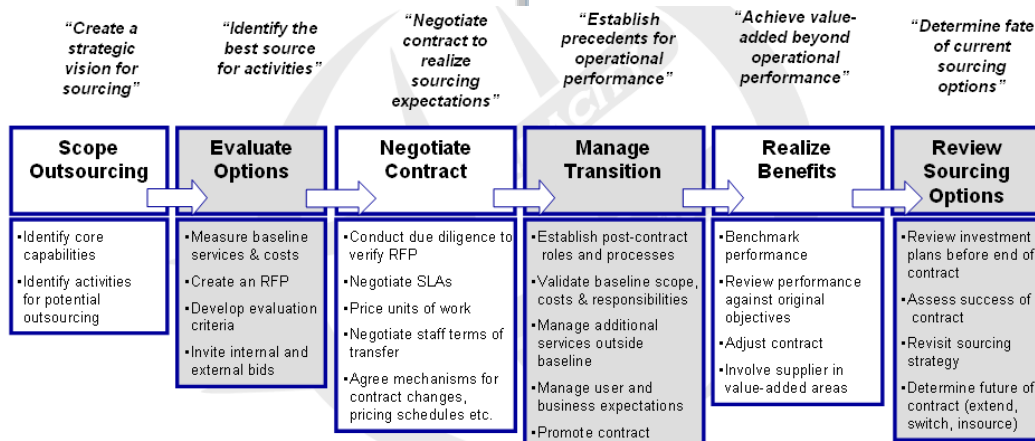 “Create a
strategic
vision for
sourcing”
“Identify the
best source
for activities”
“Negotiate
contract to
realize
sourcing
expectations”
“Establish
precedents for
operational
performance”
“Achieve value-
added beyond
operational
performance”
“Determine fate
of current
sourcing
options”
Scope
Outsourcing
Evaluate
Options
Negotiate
Contract
Manage
Transition
Realize
Benefits
Review
Sourcing
Options
▪Identify core
capabilities
▪Identify activities
for potential
outsourcing
▪Measure baseline
services & costs
▪Create an RFP
▪Develop evaluation
criteria
▪Invite internal and
external bids
▪Conduct due diligence to
verify RFP
▪Negotiate SLAs
▪Price units of work
▪Negotiate staff terms of
transfer
▪Agree mechanisms for
contract changes,
pricing schedules etc.
▪Establish post-contract
roles and processes
▪Validate baseline scope,
costs & responsibilities
▪Manage additional
services outside
baseline
▪Manage user and
business expectations
▪Promote contract
▪Benchmark
performance
▪Review performance
against original
objectives
▪Adjust contract
▪Involve supplier in
value-added areas
▪Review investment
plans before end of
contract
▪Assess success of
contract
▪Revisit sourcing
strategy
▪Determine future of
contract (extend,
switch, insource)